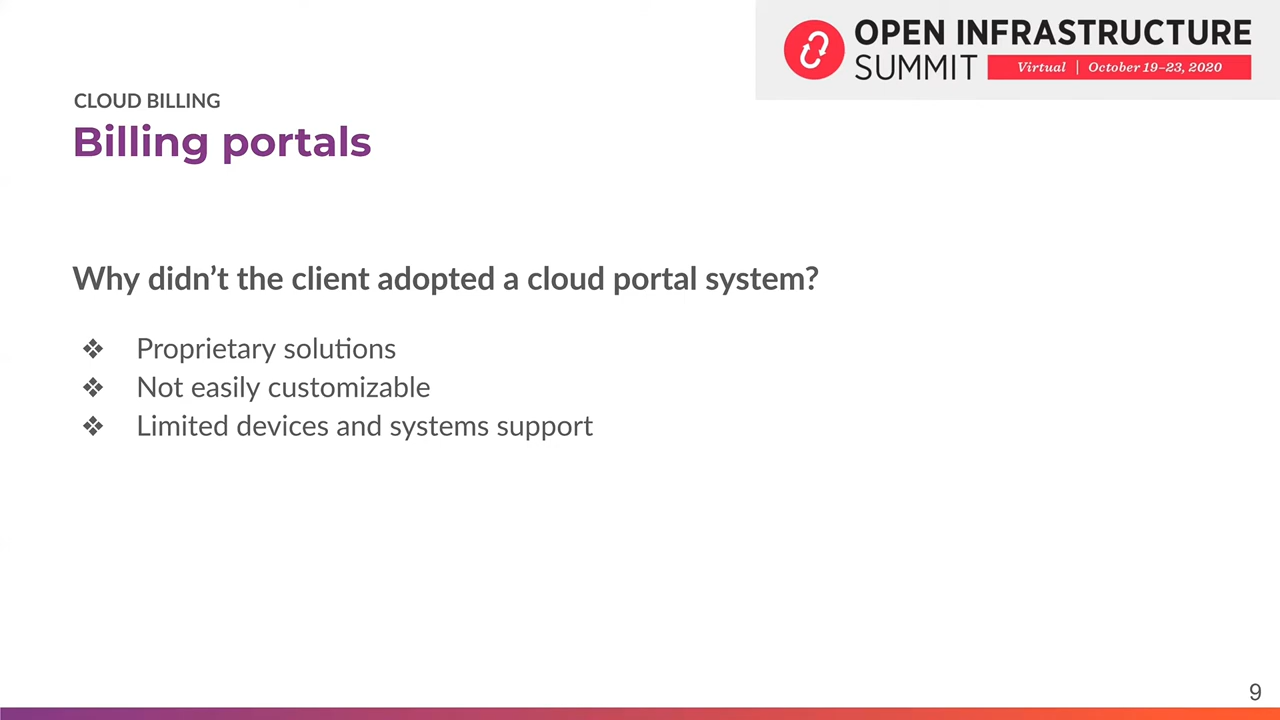 OPEN INFRASTRUCTURE
SUMMIT
Virtual | October 19–23, 2020
CLOUD BILLING
Billing portals
Why didn’t the client adopted a cloud portal system?
❖ Proprietary solutions
❖ Not easily customizable
❖ Limited devices and systems support
9